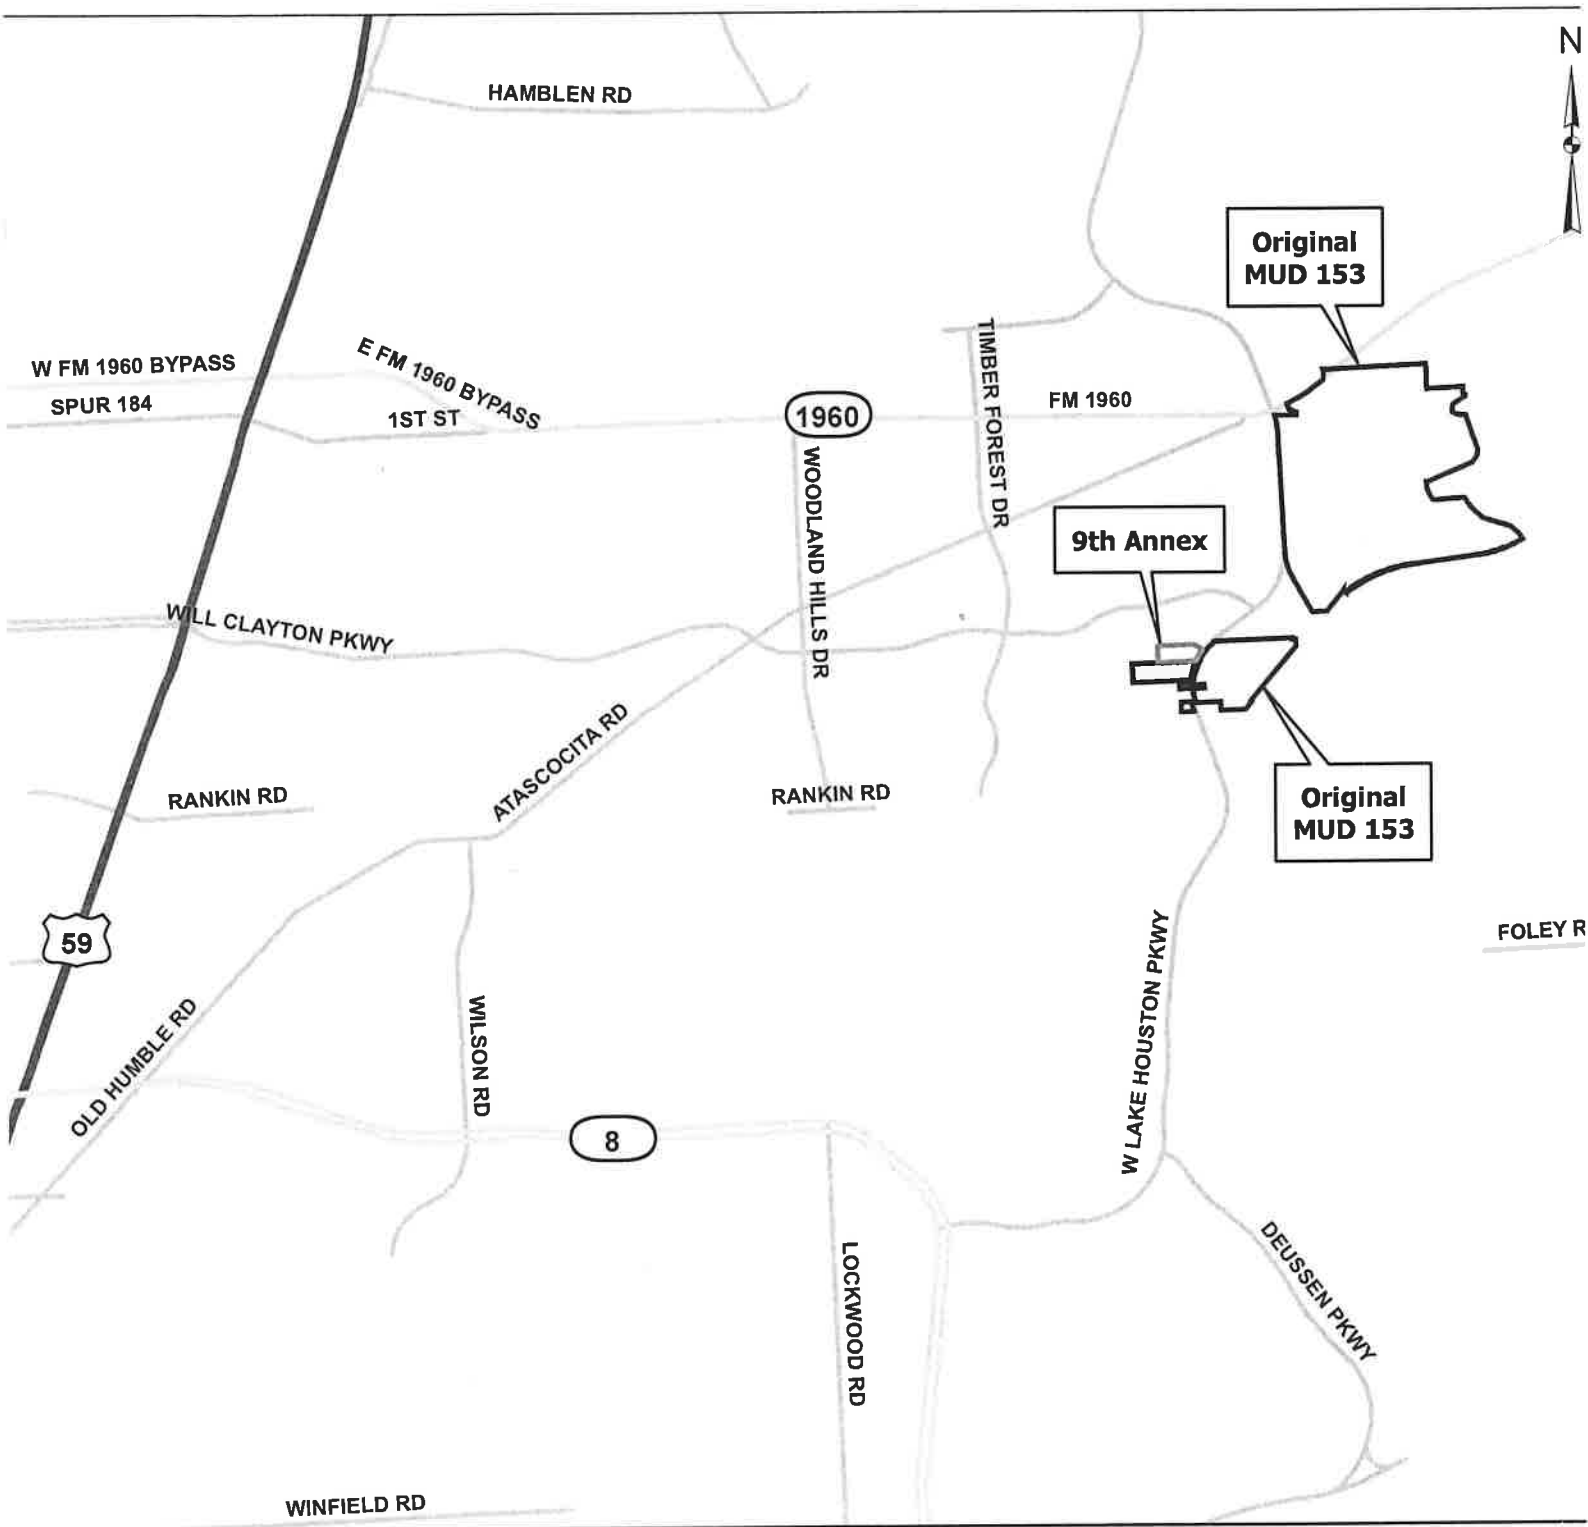 N
HAMBLEN RD
Original
MUD 153
W FM 1960 BYPASS
E FM 1960 BYPASS
SPUR 184
1ST ST
1960
FM 1960
TIMBER FOREST DR
WOODLAND HILLS DR
9th Annex
WILL CLAYTON PKWY
ATASCOCITA RD
RANKIN RD
RANKIN RD
Original
MUD 153
59
FOLEY R
W LAKE HOUSTON PKWY
OLD HUMBLE RD
WILSON RD
8
LOCKWOOD RD
DEUSSEN PKWY
WINFIELD RD